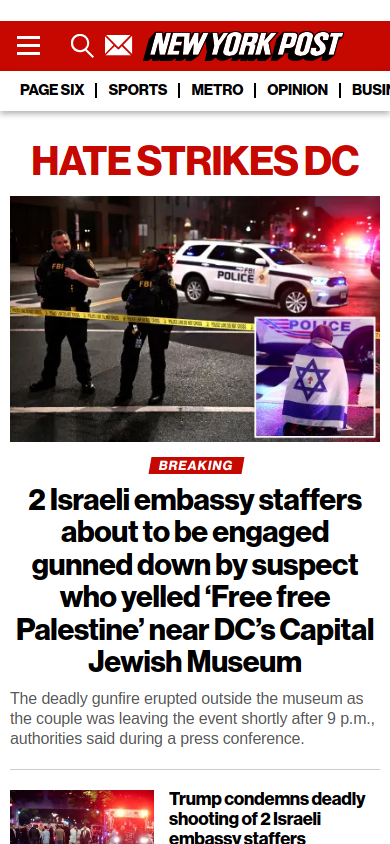 NEW YORK POST
PAGE SIX | SPORTS | METRO | OPINION | BUSIN
HATE STRIKES DC
FBI
FBI
FBI
POLICE
POLICE
BREAKING
2 Israeli embassy staffers
about to be engaged
gunned down by suspect
who yelled ‘Free free
Palestine’ near DC’s Capital
Jewish Museum
The deadly gunfire erupted outside the museum as
the couple was leaving the event shortly after 9 p.m.,
authorities said during a press conference.
Trump condemns deadly
shooting of 2 Israeli
embassy staffers